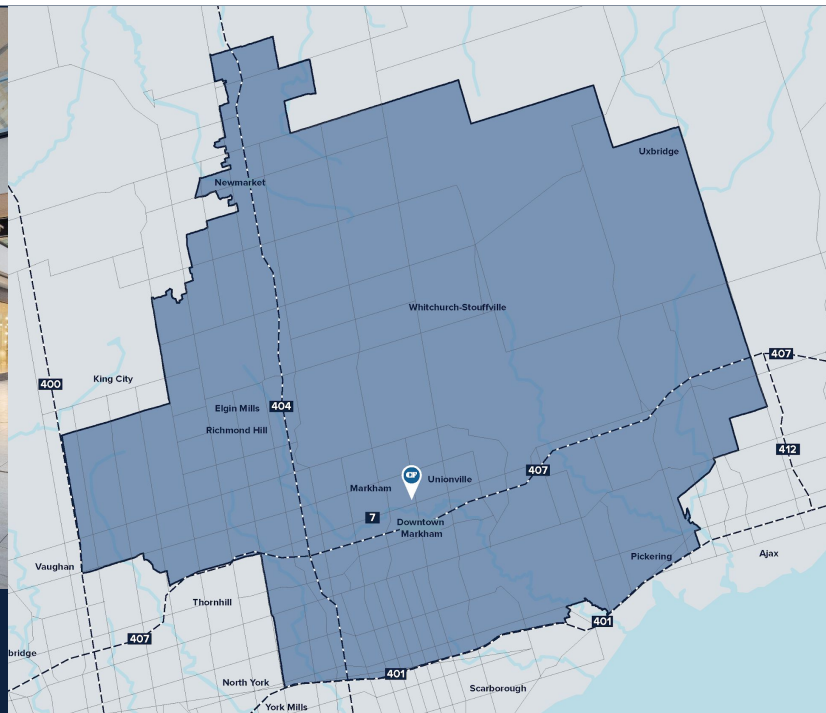 Uxbridge
Newmarket
Whitchurch-Stouffville
407
King City
400
Elgin Mills
404
Richmond Hill
412
407
Unionville
Markham
7
Downtown
Markham
Pickering
Ajax
Vaughan
Thornhill
401
407
bridge
401
North York
Scarborough
York Mills